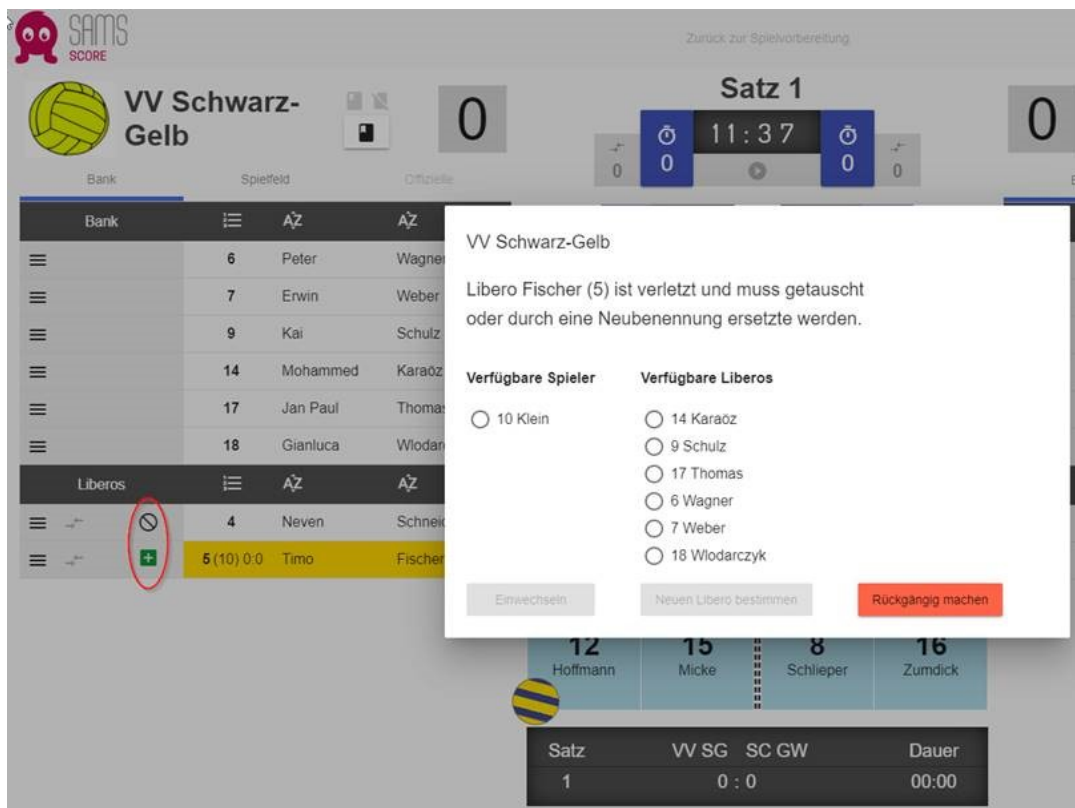 SAMS
SCORE
Zurück zur Spielvorbereitung
VV Schwarz-
Gelb
0
Satz 1
11:37
0
0
0
0
0
Bank
Spielfeld
Offizielle
Bank
AZ
AZ
6 Peter Wagner
7 Erwin Weber
9 Kai Schulz
14 Mohammed Karaöz
17 Jan Paul Thomas
18 Gianluca Wlodar
Liberos
AZ
AZ
4 Neven Schneid
5 (10) 0:0 Timo Fischer
VV Schwarz-Gelb
Libero Fischer (5) ist verletzt und muss getauscht
oder durch eine Neubenennung ersetzte werden.
Verfügbare Spieler
10 Klein
Verfügbare Liberos
14 Karaöz
9 Schulz
17 Thomas
6 Wagner
7 Weber
18 Wlodarczyk
Einwechseln
Neuen Libero bestimmen
Rückgängig machen
12 15 8 16
Hoffmann Micke Schlieper Zumdick
Satz VV SG SC GW Dauer
1 0 : 0 00:00